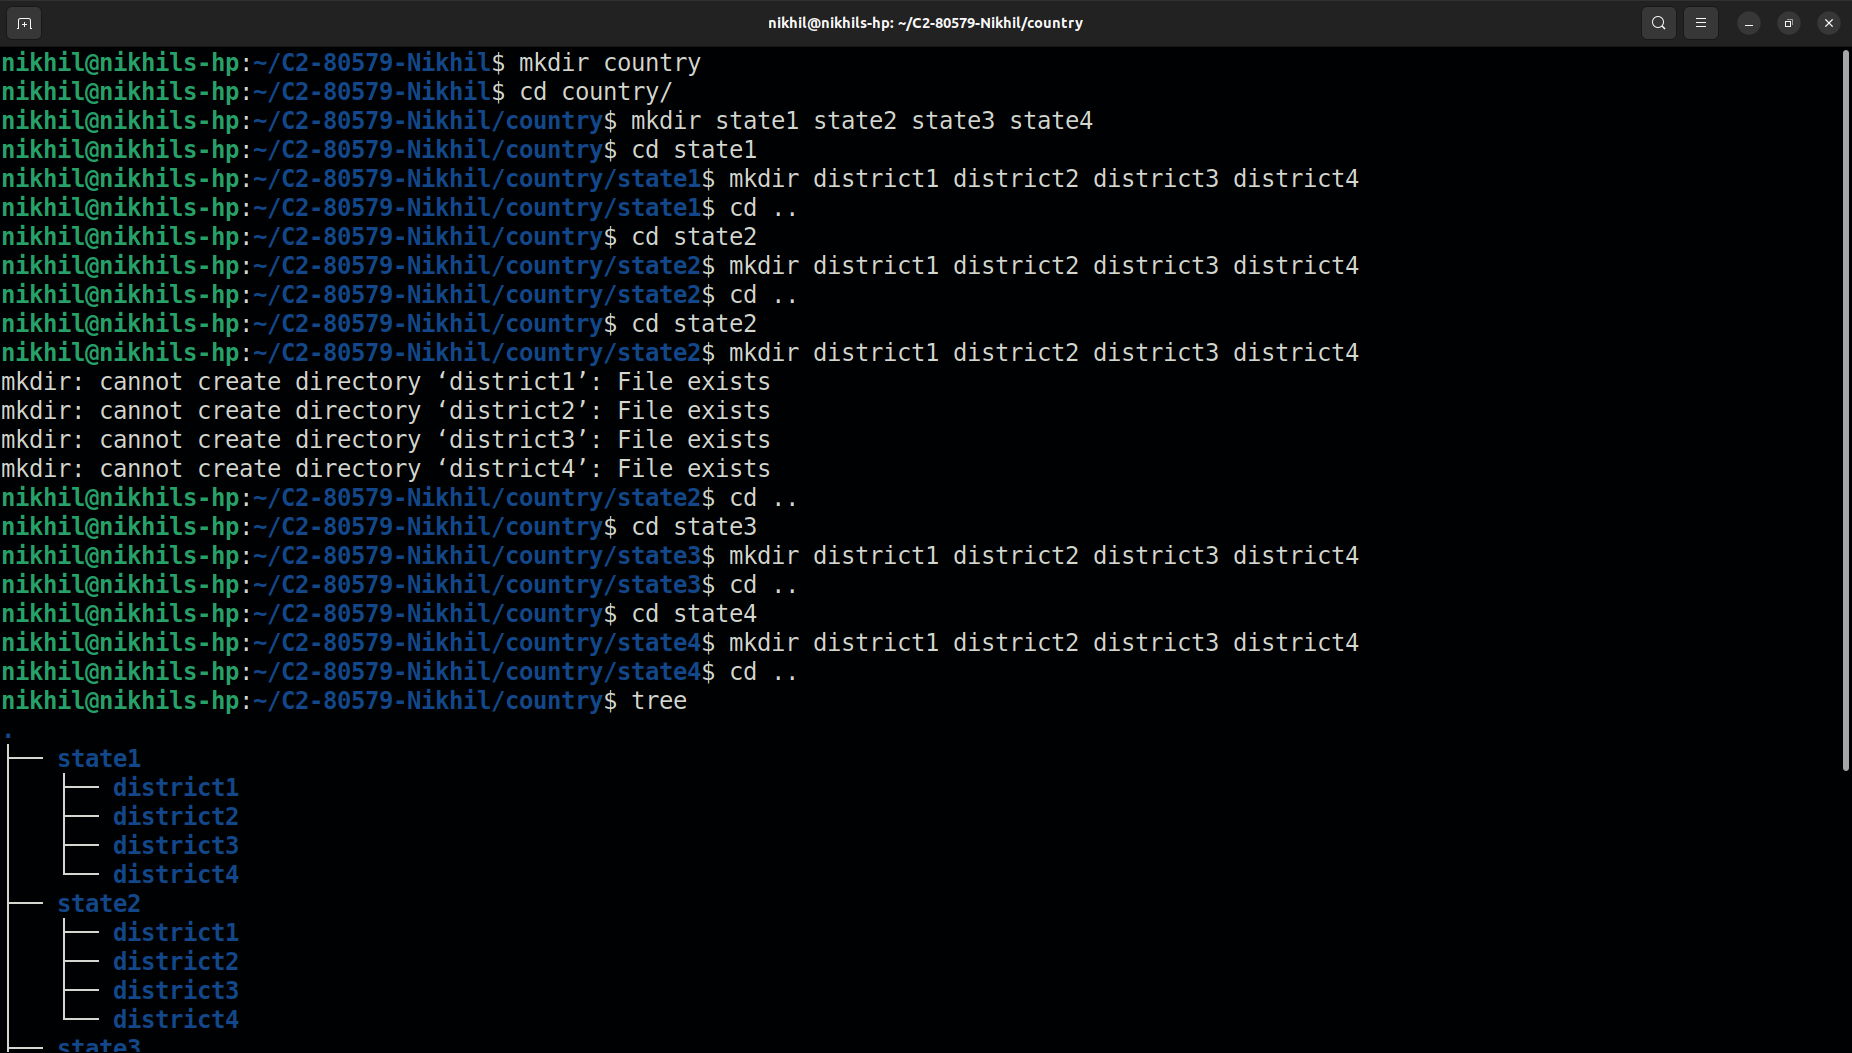 nikhil@nikhils-hp: ~/C2-80579-Nikhil/country
nikhil@nikhils-hp:~/C2-80579-Nikhil$ mkdir country
nikhil@nikhils-hp:~/C2-80579-Nikhil$ cd country/
nikhil@nikhils-hp:~/C2-80579-Nikhil/country$ mkdir state1 state2 state3 state4
nikhil@nikhils-hp:~/C2-80579-Nikhil/country$ cd state1
nikhil@nikhils-hp:~/C2-80579-Nikhil/country/state1$ mkdir district1 district2 district3 district4
nikhil@nikhils-hp:~/C2-80579-Nikhil/country/state1$ cd ..
nikhil@nikhils-hp:~/C2-80579-Nikhil/country$ cd state2
nikhil@nikhils-hp:~/C2-80579-Nikhil/country/state2$ mkdir district1 district2 district3 district4
nikhil@nikhils-hp:~/C2-80579-Nikhil/country/state2$ cd ..
nikhil@nikhils-hp:~/C2-80579-Nikhil/country$ cd state2
nikhil@nikhils-hp:~/C2-80579-Nikhil/country/state2$ mkdir district1 district2 district3 district4
mkdir: cannot create directory ‘district1’: File exists
mkdir: cannot create directory ‘district2’: File exists
mkdir: cannot create directory ‘district3’: File exists
mkdir: cannot create directory ‘district4’: File exists
nikhil@nikhils-hp:~/C2-80579-Nikhil/country/state2$ cd ..
nikhil@nikhils-hp:~/C2-80579-Nikhil/country$ cd state3
nikhil@nikhils-hp:~/C2-80579-Nikhil/country/state3$ mkdir district1 district2 district3 district4
nikhil@nikhils-hp:~/C2-80579-Nikhil/country/state3$ cd ..
nikhil@nikhils-hp:~/C2-80579-Nikhil/country$ cd state4
nikhil@nikhils-hp:~/C2-80579-Nikhil/country/state4$ mkdir district1 district2 district3 district4
nikhil@nikhils-hp:~/C2-80579-Nikhil/country/state4$ cd ..
nikhil@nikhils-hp:~/C2-80579-Nikhil/country$ tree
.
├── state1
│   ├── district1
│   ├── district2
│   ├── district3
│   └── district4
├── state2
│   ├── district1
│   ├── district2
│   ├── district3
│   └── district4
├── state3